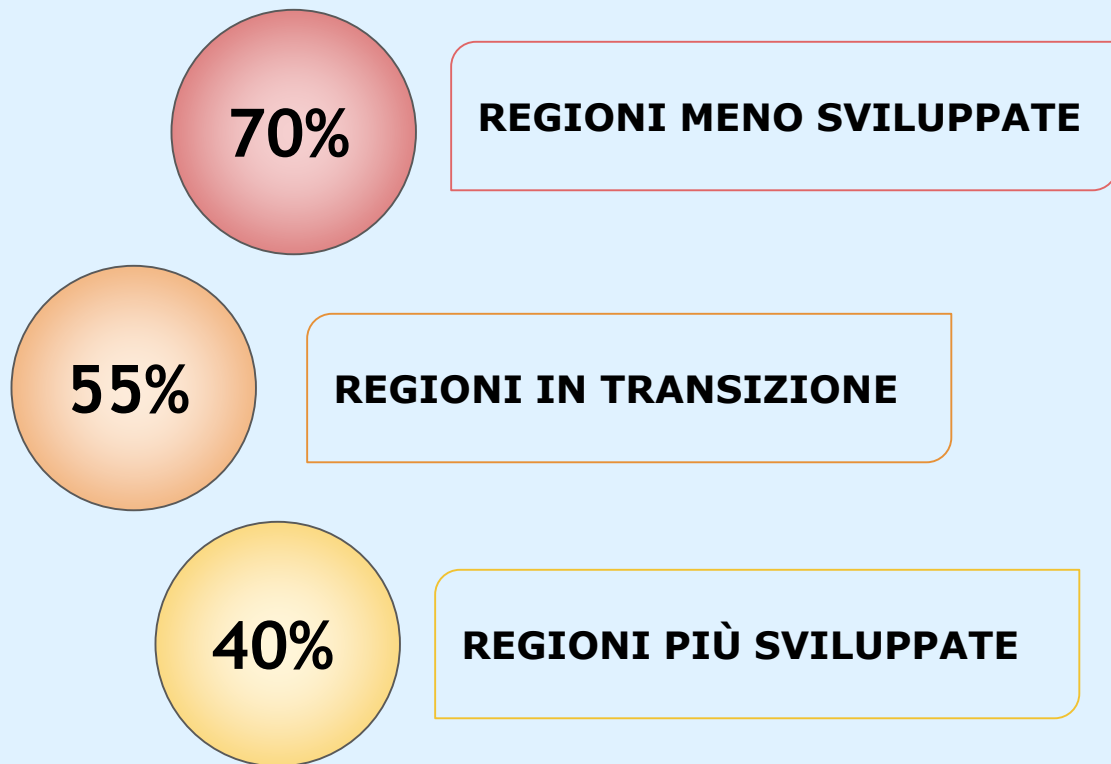 70%
REGIONI MENO SVILUPPATE
55%
REGIONI IN TRANSIZIONE
40%
REGIONI PIÙ SVILUPPATE